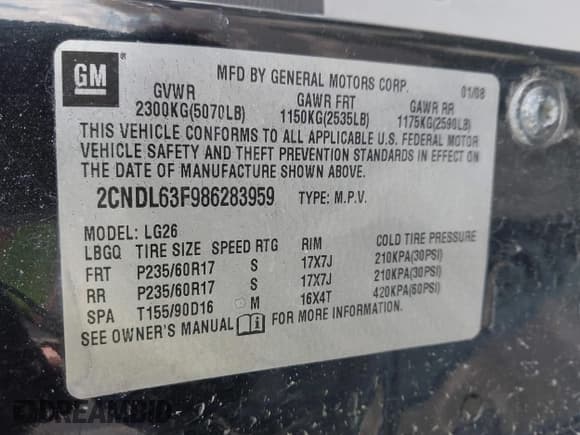 GM
MFD BY GENERAL MOTORS CORP. 01/08
GVWR GAWR FRT GAWR RR
2300KG(5070LB) 1150KG(2535LB) 1175KG(2590LB)
THIS VEHICLE CONFORMS TO ALL APPLICABLE U.S. FEDERAL MOTOR
VEHICLE SAFETY AND THEFT PREVENTION STANDARDS IN EFFECT ON
THE DATE OF MANUFACTURE SHOWN ABOVE.
2CNDL63F986283959 TYPE: M.P.V.
MODEL: LG26
LBGQ TIRE SIZE SPEED RTG RIM COLD TIRE PRESSURE
FRT P235/60R17 S 17X7J 210KPA(30PSI)
RR P235/60R17 S 17X7J 210KPA(30PSI)
SPA T155/90D16 M 16X4T 420KPA(60PSI)
SEE OWNER'S MANUAL i FOR MORE INFORMATION.
DREAMBID